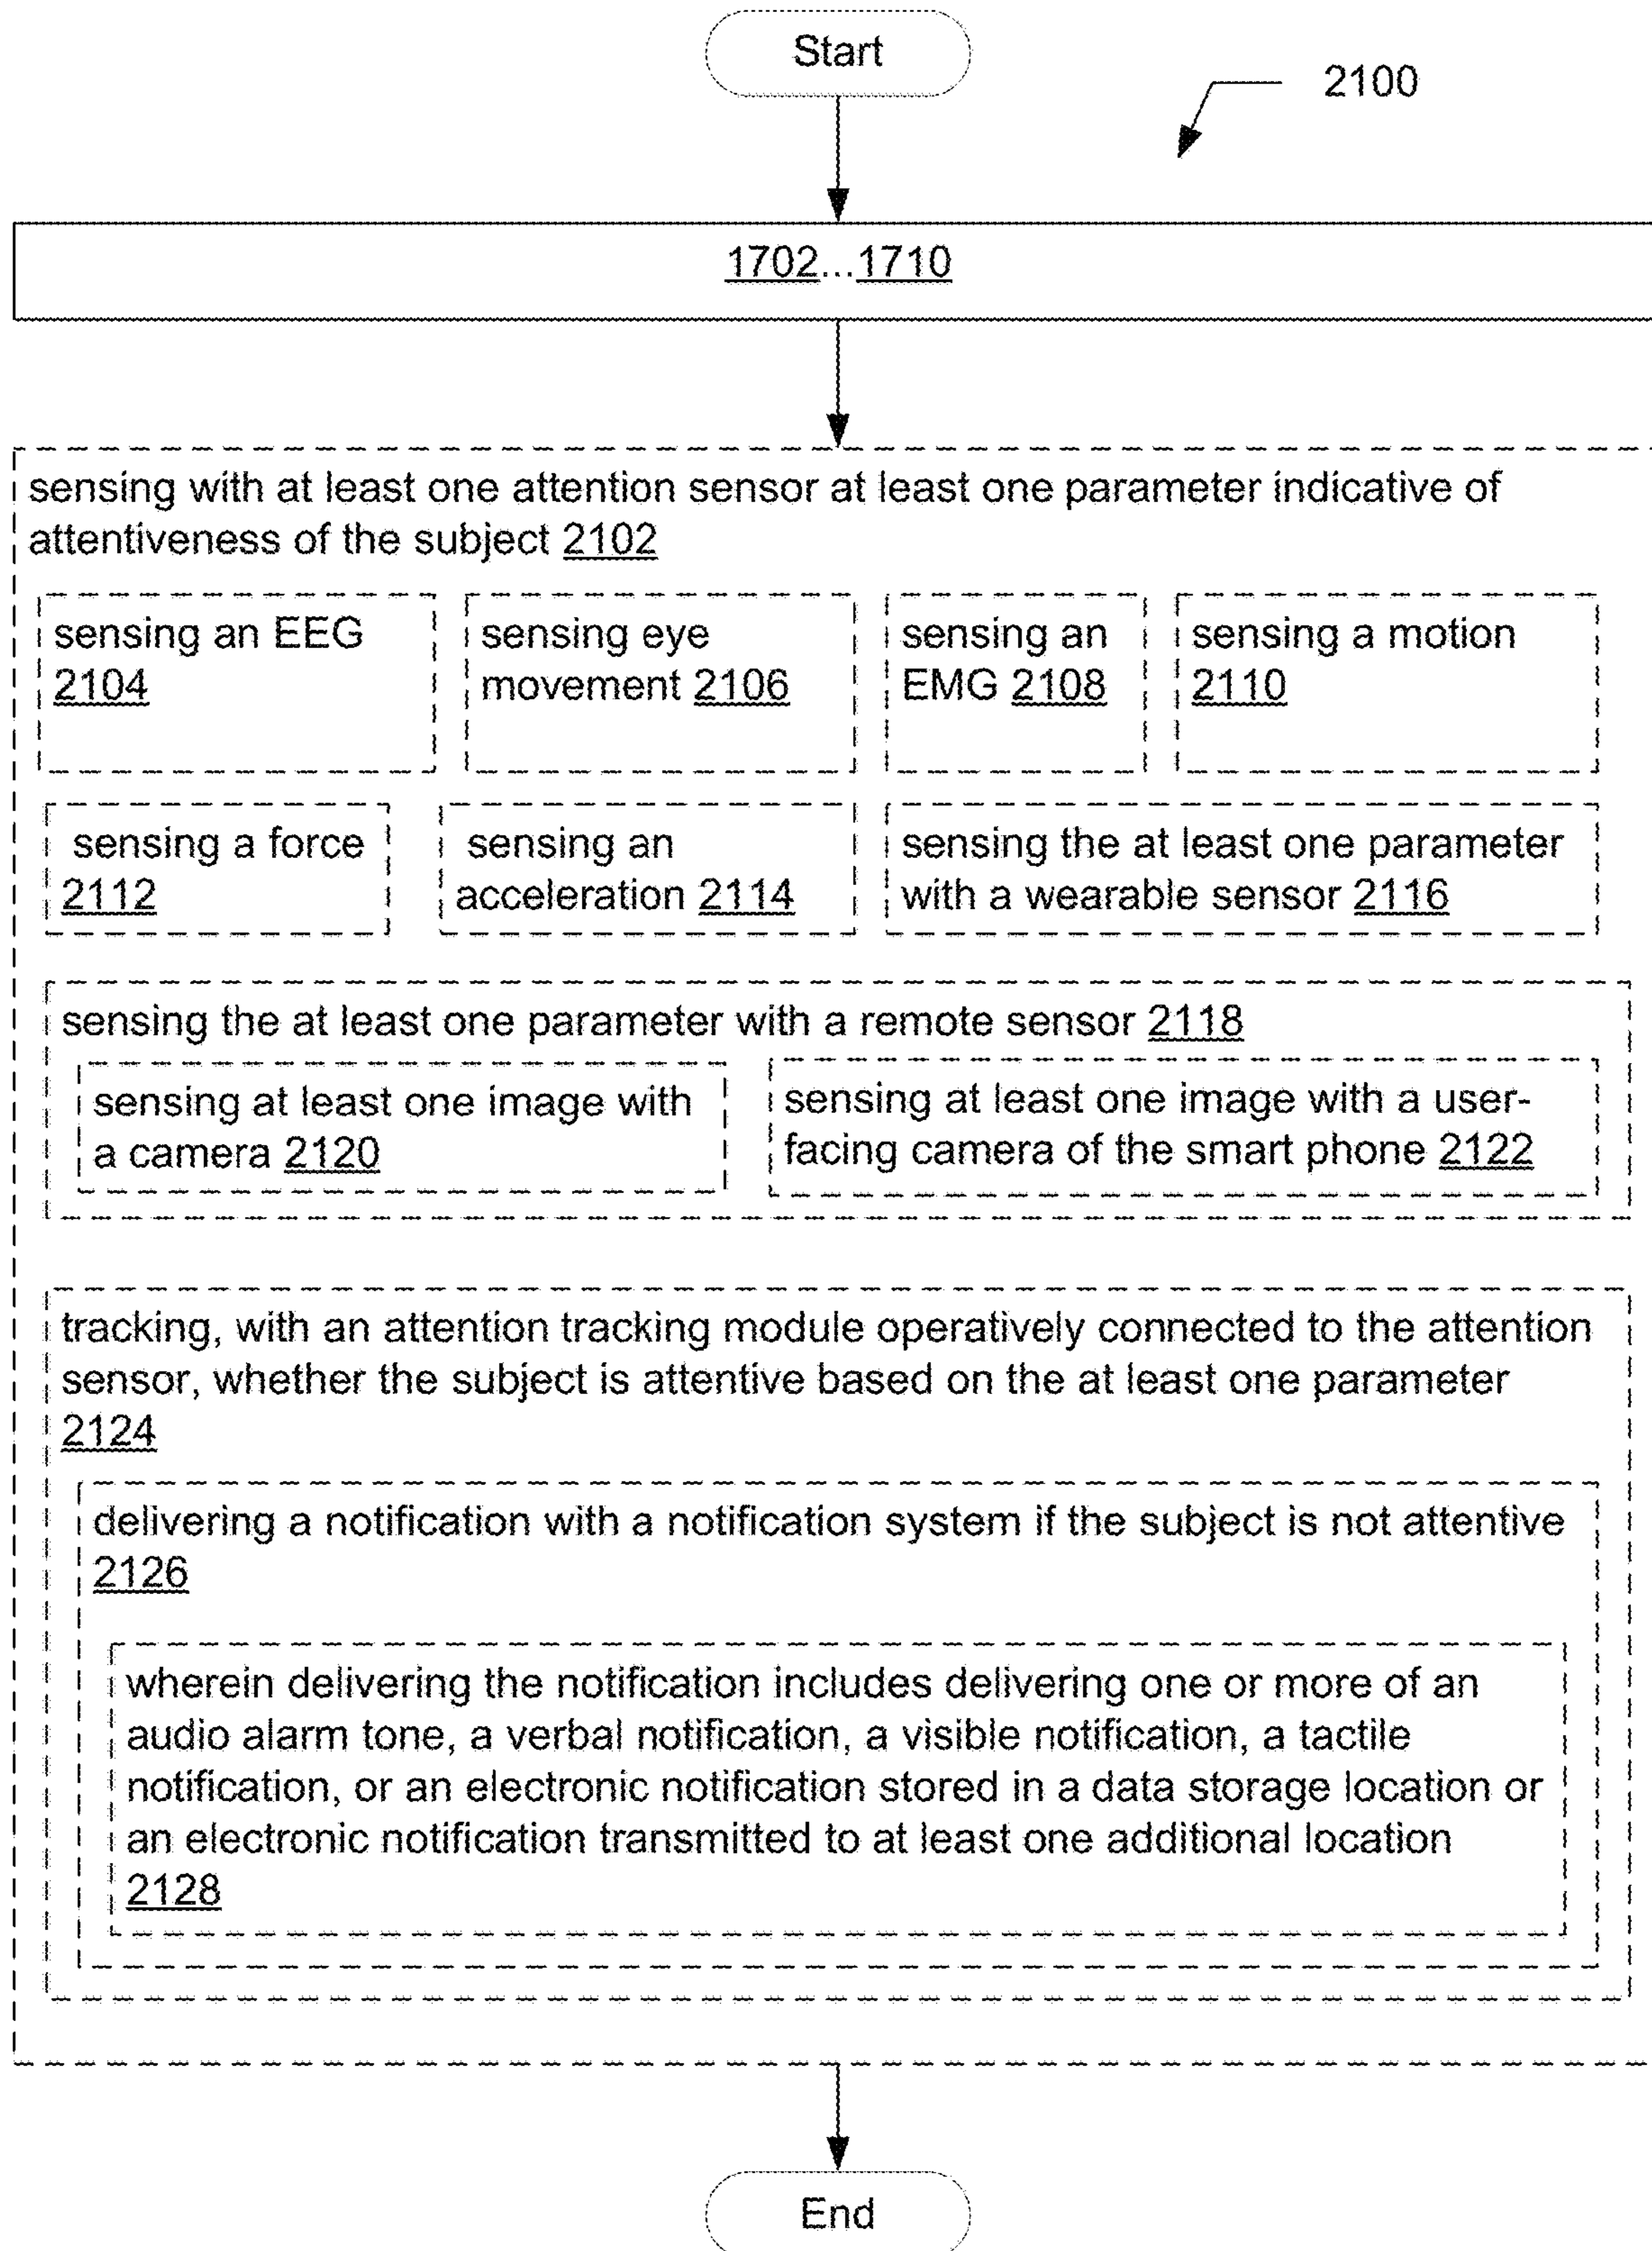 Start
2100
1702...1710
sensing with at least one attention sensor at least one parameter indicative of
attentiveness of the subject 2102
sensing an EEG
2104
sensing eye
movement 2106
sensing an
EMG 2108
sensing a motion
2110
sensing a force
2112
sensing an
acceleration 2114
sensing the at least one parameter
with a wearable sensor 2116
sensing the at least one parameter with a remote sensor 2118
sensing at least one image with
a camera 2120
sensing at least one image with a user-
facing camera of the smart phone 2122
tracking, with an attention tracking module operatively connected to the attention
sensor, whether the subject is attentive based on the at least one parameter
2124
delivering a notification with a notification system if the subject is not attentive
2126
wherein delivering the notification includes delivering one or more of an
audio alarm tone, a verbal notification, a visible notification, a tactile
notification, or an electronic notification stored in a data storage location or
an electronic notification transmitted to at least one additional location
2128
End